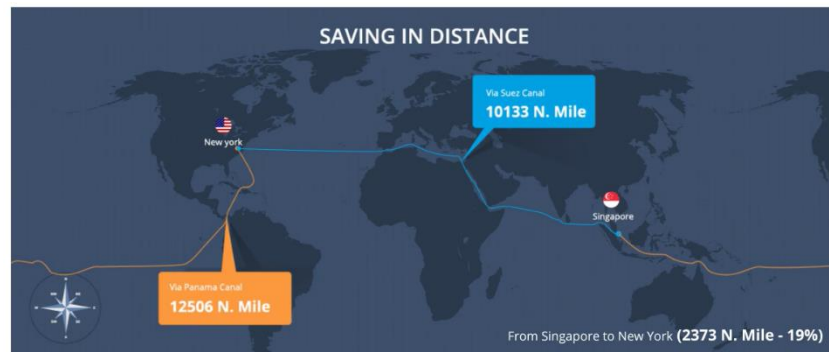 SAVING IN DISTANCE
Via Suez Canal
10133 N. Mile
New york
Singapore
Via Panama Canal
12506 N. Mile
From Singapore to New York (2373 N. Mile - 19%)